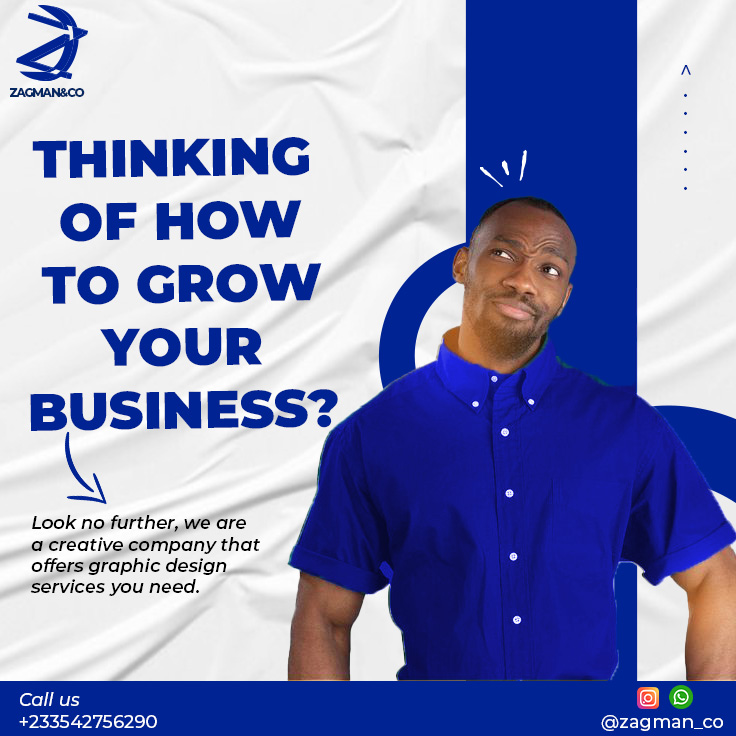 ZAGMAN&CO
THINKING
OF HOW
TO GROW
YOUR
BUSINESS?
Look no further, we are
a creative company that
offers graphic design
services you need.
Call us
+233542756290
@zagman_co